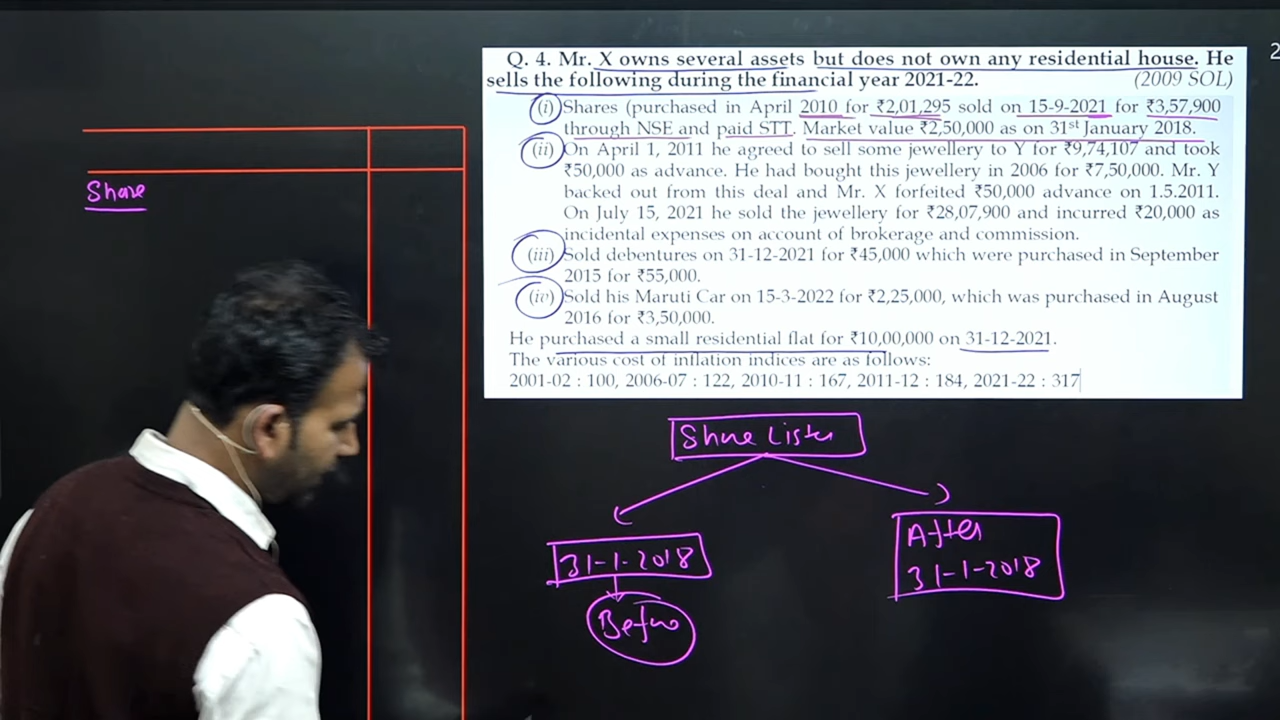 Q. 4. Mr. X owns several assets but does not own any residential house. He
sells the following during the financial year 2021-22. (2009 SOL)
(i) Shares (purchased in April 2010 for ₹2,01,295 sold on 15-9-2021 for ₹3,57,900
through NSE and paid STT. Market value ₹2,50,000 as on 31st January 2018.
(ii) On April 1, 2011 he agreed to sell some jewellery to Y for ₹9,74,107 and took
₹50,000 as advance. He had bought this jewellery in 2006 for ₹7,50,000. Mr. Y
backed out from this deal and Mr. X forfeited ₹50,000 advance on 1.5.2011.
On July 15, 2021 he sold the jewellery for ₹28,07,900 and incurred ₹20,000 as
incidental expenses on account of brokerage and commission.
(iii) Sold debentures on 31-12-2021 for ₹45,000 which were purchased in September
2015 for ₹55,000.
(iv) Sold his Maruti Car on 15-3-2022 for ₹2,25,000, which was purchased in August
2016 for ₹3,50,000.
He purchased a small residential flat for ₹10,00,000 on 31-12-2021.
The various cost of inflation indices are as follows:
2001-02 : 100, 2006-07 : 122, 2010-11 : 167, 2011-12 : 184, 2021-22 : 317
2
Share
Share
31-1-2018
Before
After
31-1-2018